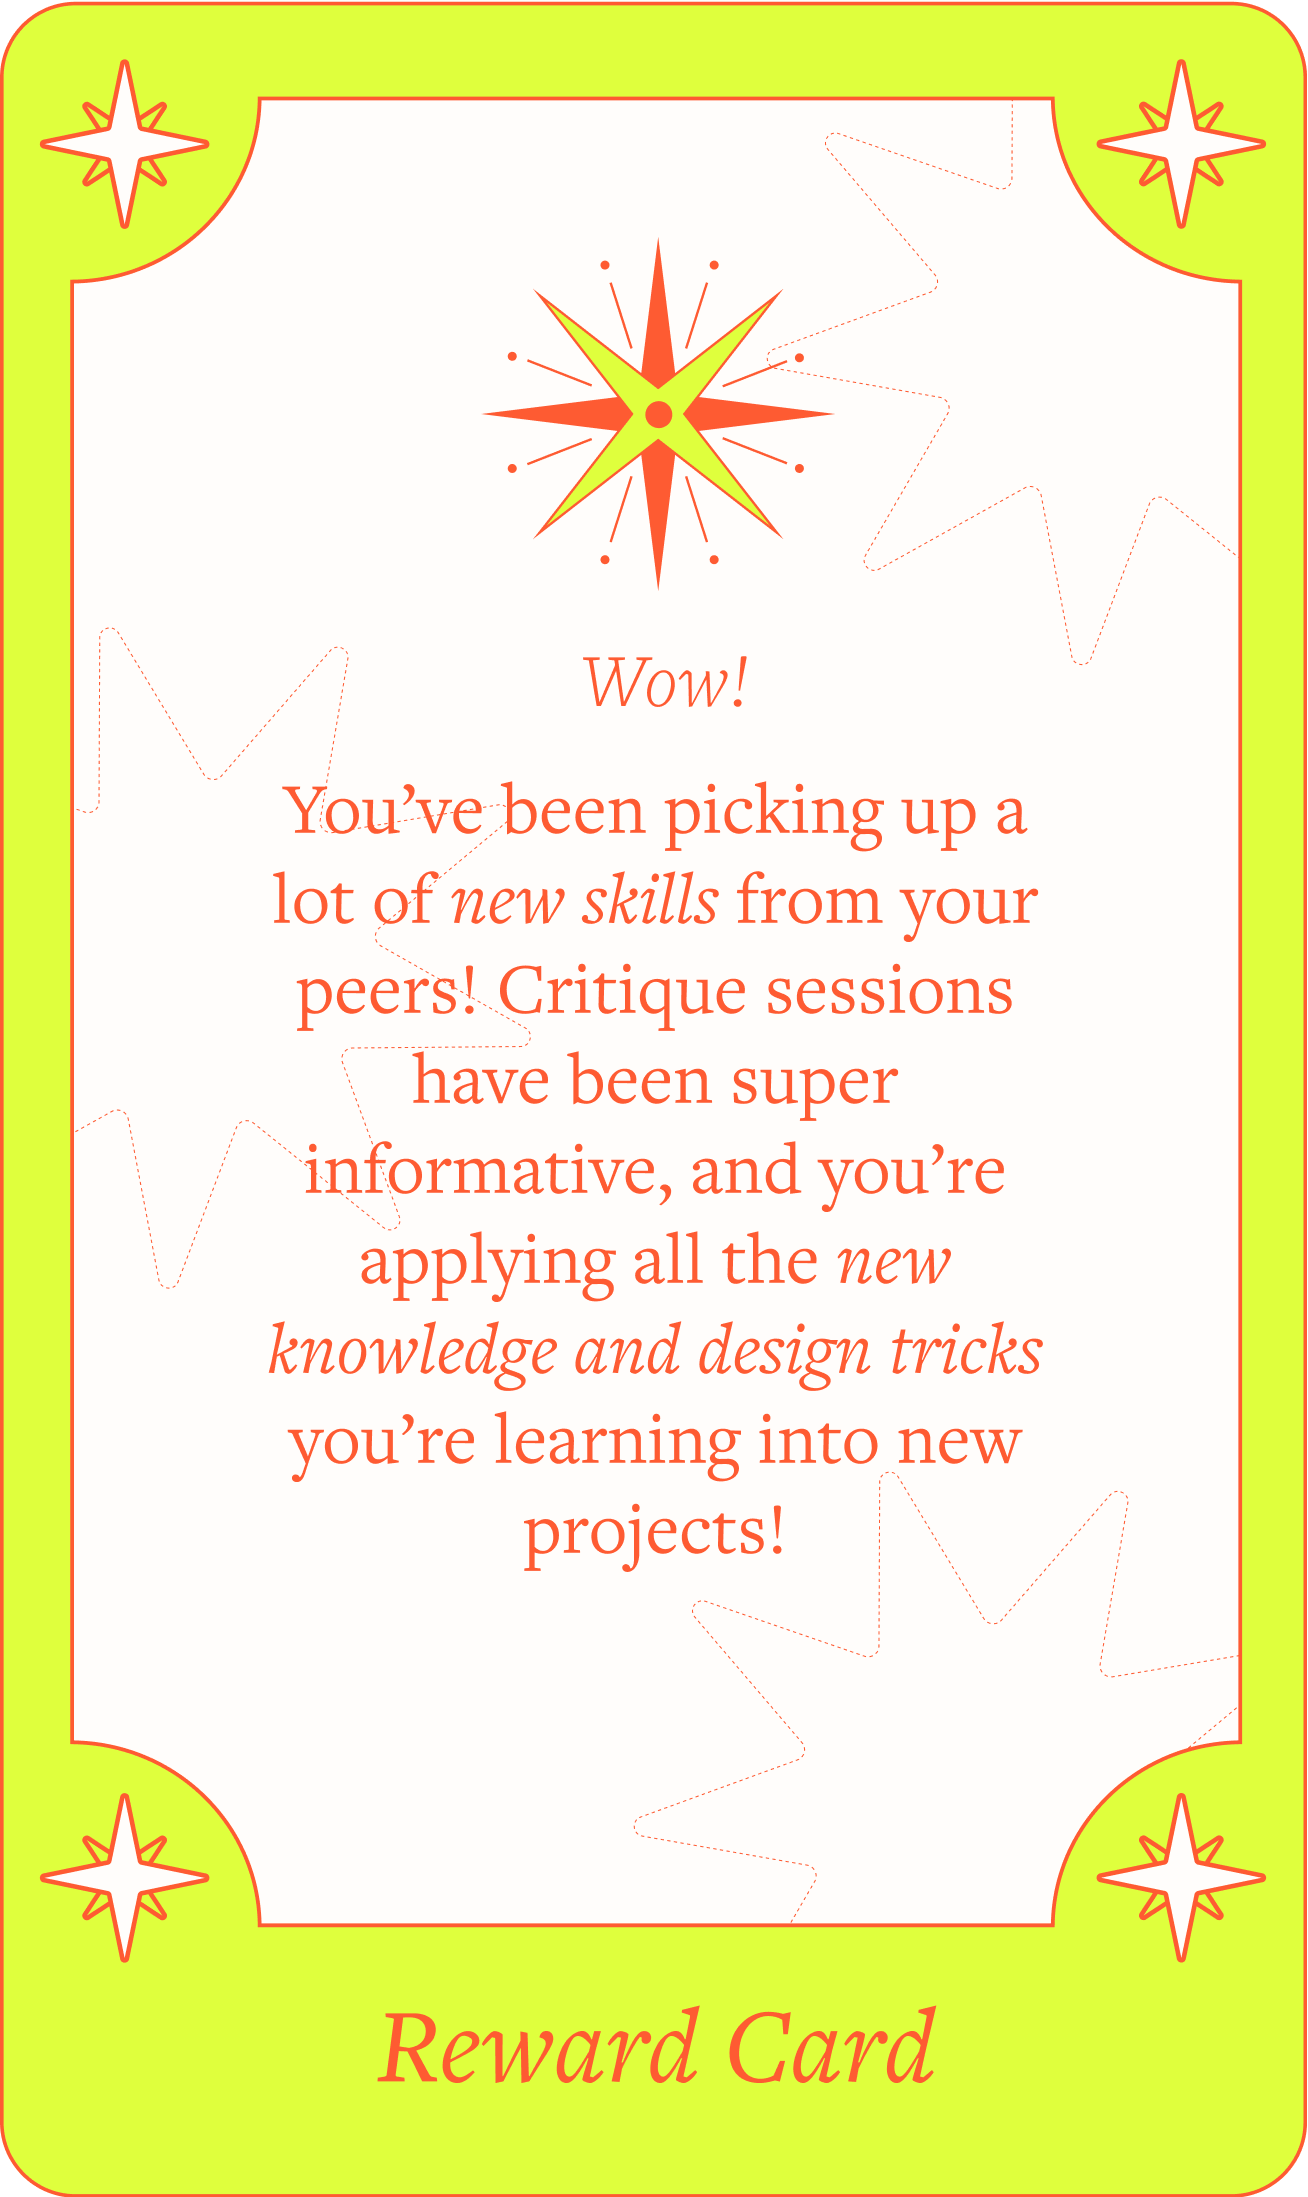 Wow!
You’ve been picking up a
lot of new skills from your
peers! Critique sessions
have been super
informative, and you’re
applying all the new
knowledge and design tricks
you’re learning into new
projects!
Reward Card